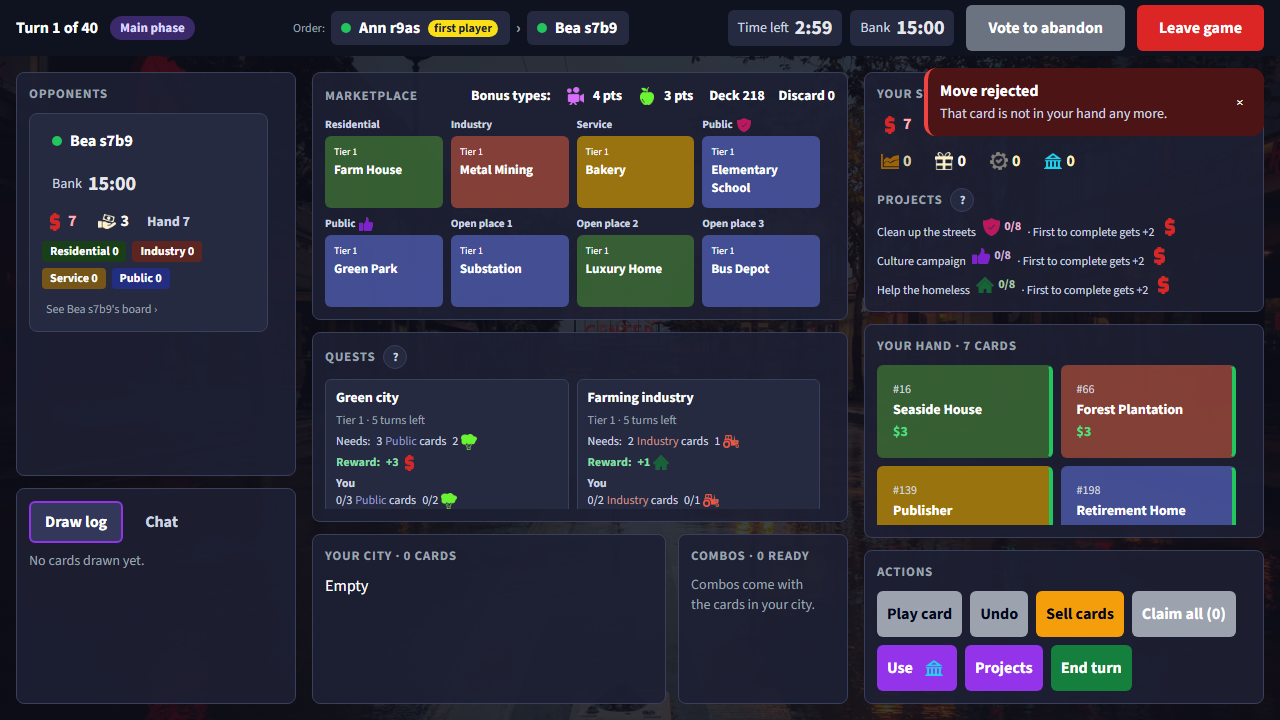 Turn 1 of 40 Main phase
Order: Ann r9as first player › Bea s7b9
Time left 2:59 Bank 15:00 Vote to abandon Leave game
OPPONENTS
Bea s7b9
Bank 15:00
7 3 Hand 7
Residential 0 Industry 0
Service 0 Public 0
See Bea s7b9's board ›
Draw log Chat
No cards drawn yet.
MARKETPLACE Bonus types: 4 pts 3 pts Deck 218 Discard 0
Residential Industry Service Public
Tier 1 Tier 1 Tier 1 Tier 1
Farm House Metal Mining Bakery Elementary School
Public Open place 1 Open place 2 Open place 3
Tier 1 Tier 1 Tier 1 Tier 1
Green Park Substation Luxury Home Bus Depot
QUESTS ?
Green city
Tier 1 · 5 turns left
Needs: 3 Public cards 2
Reward: +3
You
0/3 Public cards 0/2
Farming industry
Tier 1 · 5 turns left
Needs: 2 Industry cards 1
Reward: +1
You
0/2 Industry cards 0/1
YOUR CITY · 0 CARDS
Empty
COMBOS · 0 READY
Combos come with
the cards in your city.
YOUR S
7
Move rejected
That card is not in your hand any more.
×
0 0 0 0
PROJECTS ?
Clean up the streets 0/8 · First to complete gets +2
Culture campaign 0/8 · First to complete gets +2
Help the homeless 0/8 · First to complete gets +2
YOUR HAND · 7 CARDS
#16 #66
Seaside House Forest Plantation
$3 $3
#139 #198
Publisher Retirement Home
ACTIONS
Play card Undo Sell cards Claim all (0)
Use Projects End turn